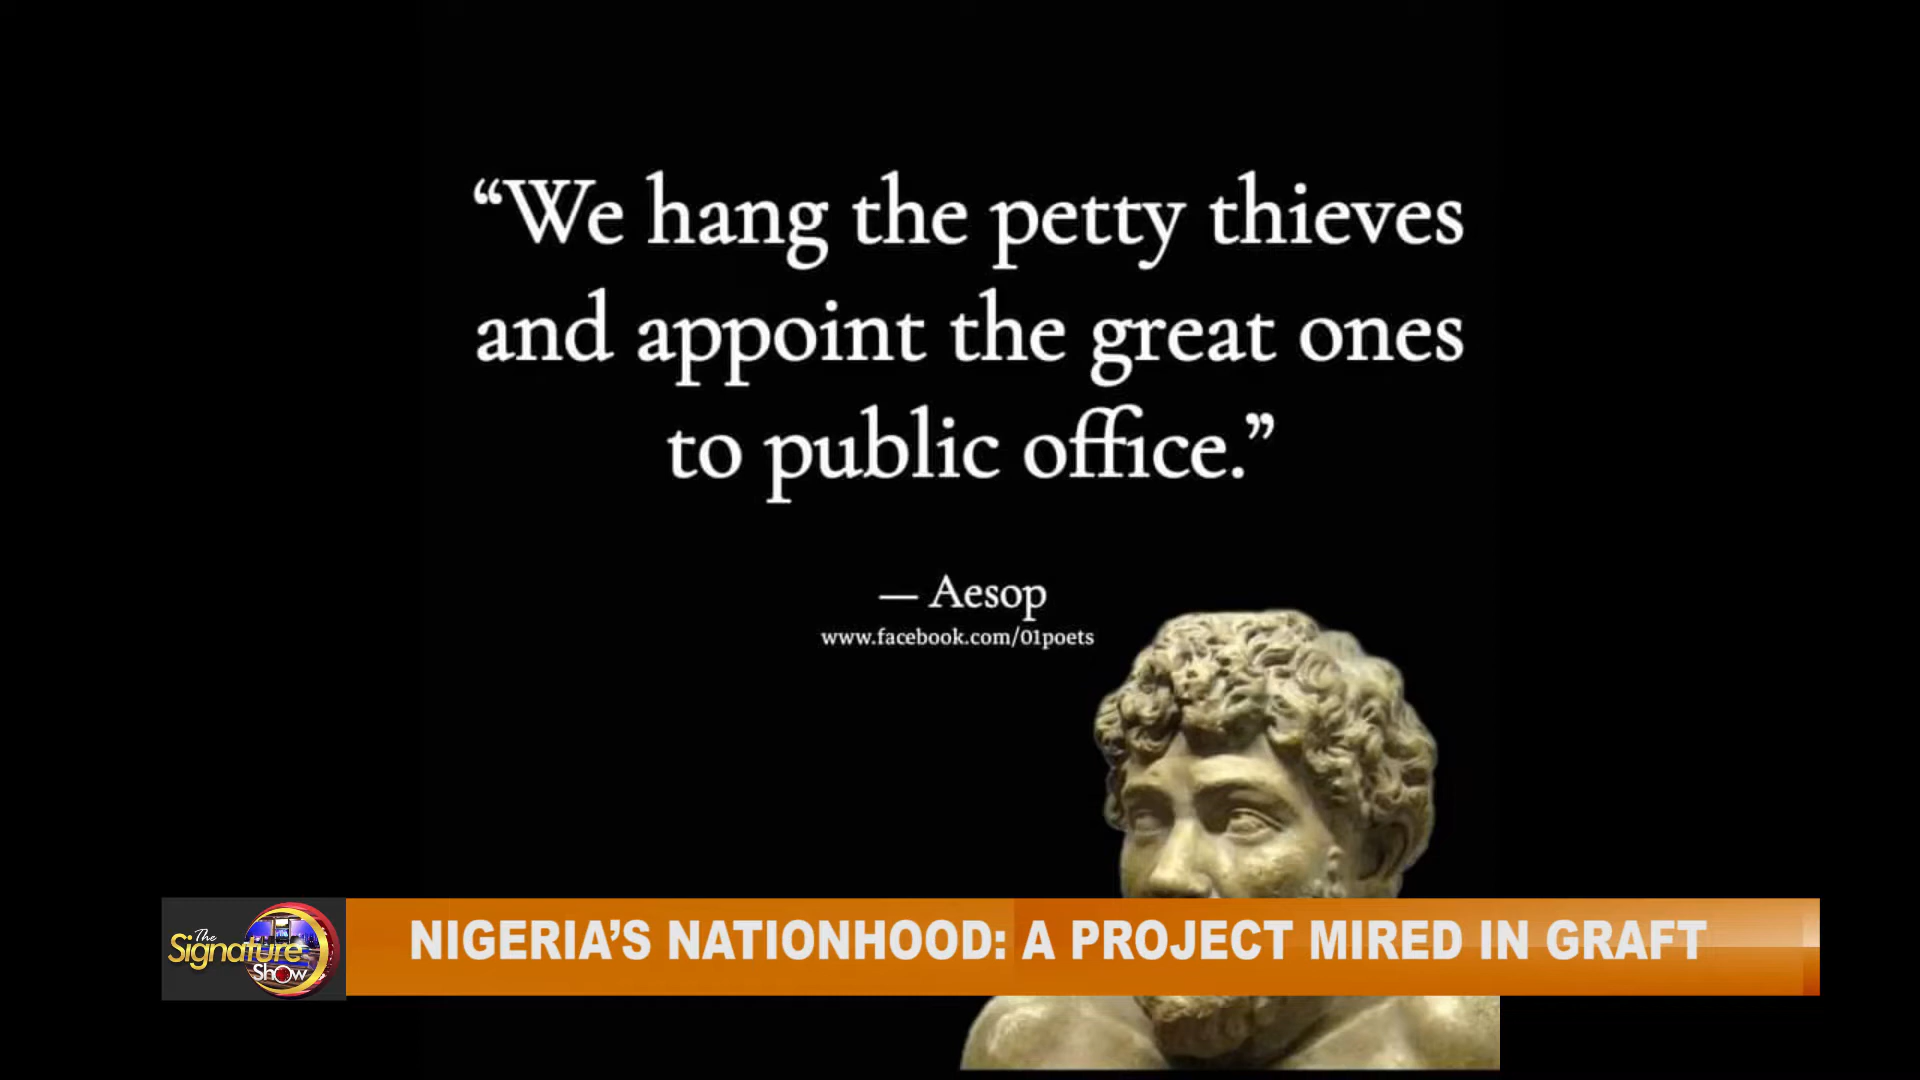 “We hang the petty thieves
and appoint the great ones
to public office.”
— Aesop
www.facebook.com/01poets
The
Signature
Show
NIGERIA’S NATIONHOOD: A PROJECT MIRED IN GRAFT